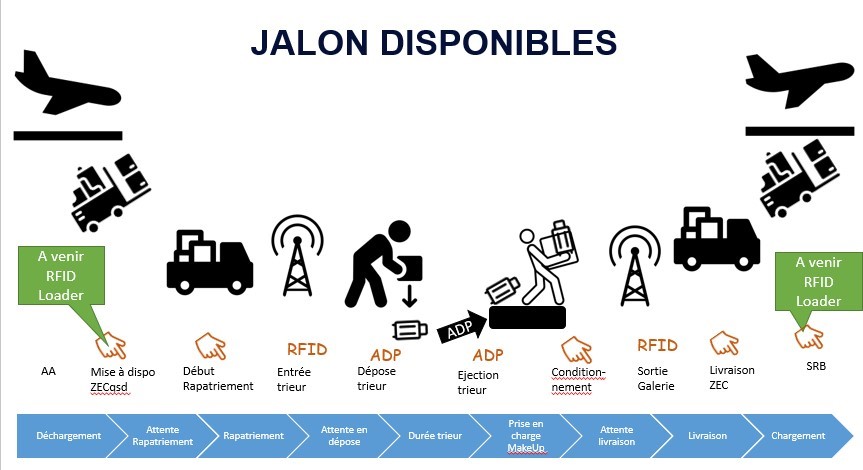 JALON DISPONIBLES
A venir
RFID
Loader
A venir
RFID
Loader
RFID
ADP
ADP
ADP
RFID
AA
Mise à dispo
ZECqsd
Début
Rapatriement
Entrée
trieur
Dépose
trieur
Ejection
trieur
Condition-
nement
Sortie
Galerie
Livraison
ZEC
SRB
Déchargement
Attente
Rapatriement
Rapatriement
Attente en
dépose
Durée trieur
Prise en
charge
MakeUp
Attente
livraison
Livraison
Chargement